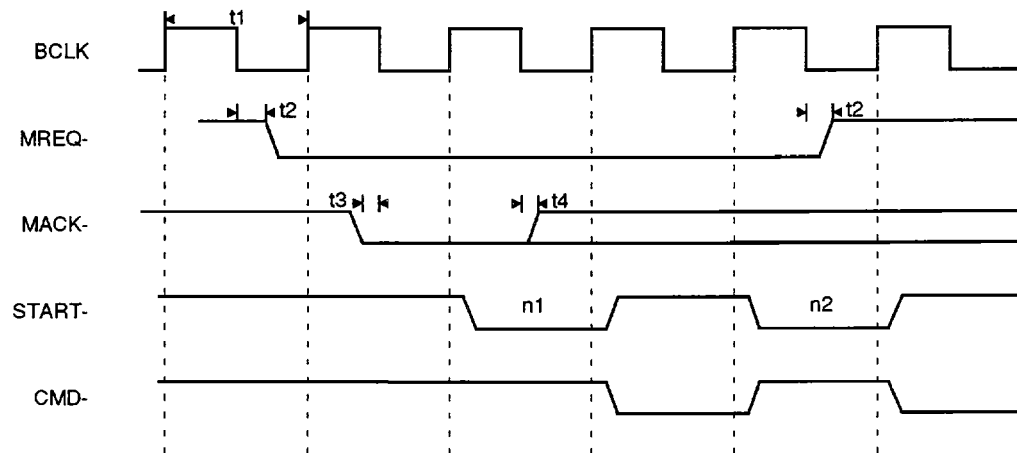 t1
BCLK
t2 t2
MREQ-
t3 t4
MACK-
START- n1 n2
CMD-